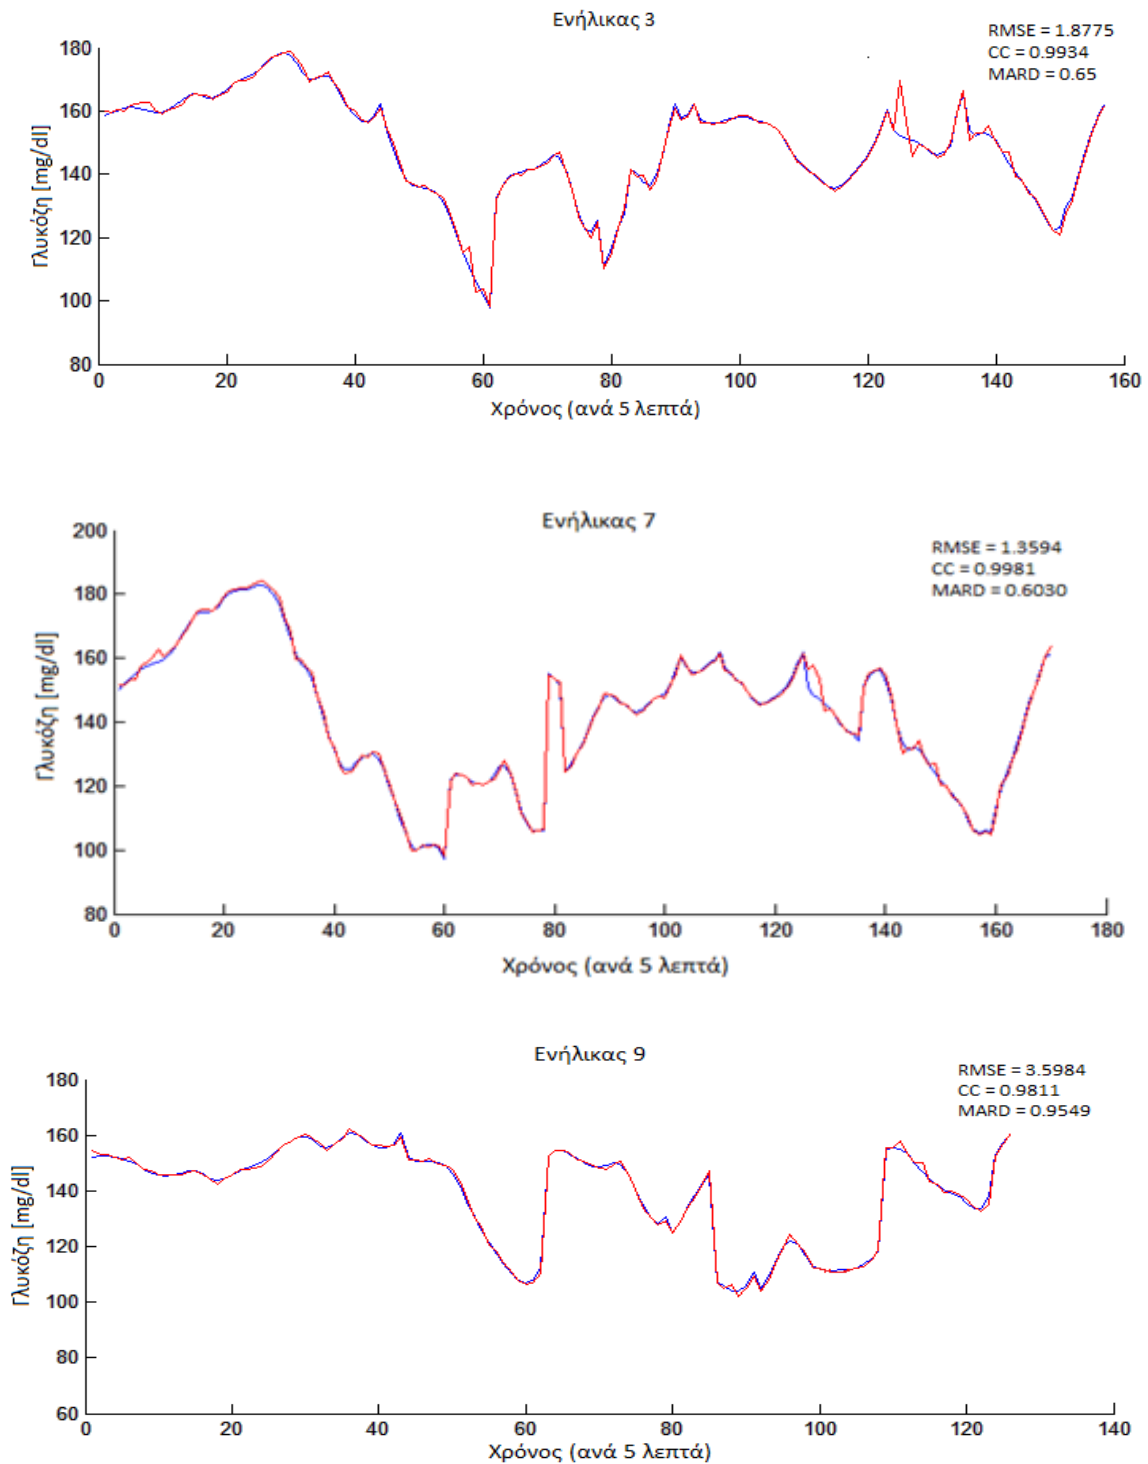 Ενήλικας 3
RMSE = 1.8775
CC = 0.9934
MARD = 0.65
Γλυκόζη [mg/dl]
180
160
140
120
100
80
0 20 40 60 80 100 120 140 160
Χρόνος (ανά 5 λεπτά)
Ενήλικας 7
RMSE = 1.3594
CC = 0.9981
MARD = 0.6030
Γλυκόζη [mg/dl]
200
180
160
140
120
100
80
0 20 40 60 80 100 120 140 160 180
Χρόνος (ανά 5 λεπτά)
Ενήλικας 9
RMSE = 3.5984
CC = 0.9811
MARD = 0.9549
Γλυκόζη [mg/dl]
180
160
140
120
100
80
60
0 20 40 60 80 100 120 140
Χρόνος (ανά 5 λεπτά)